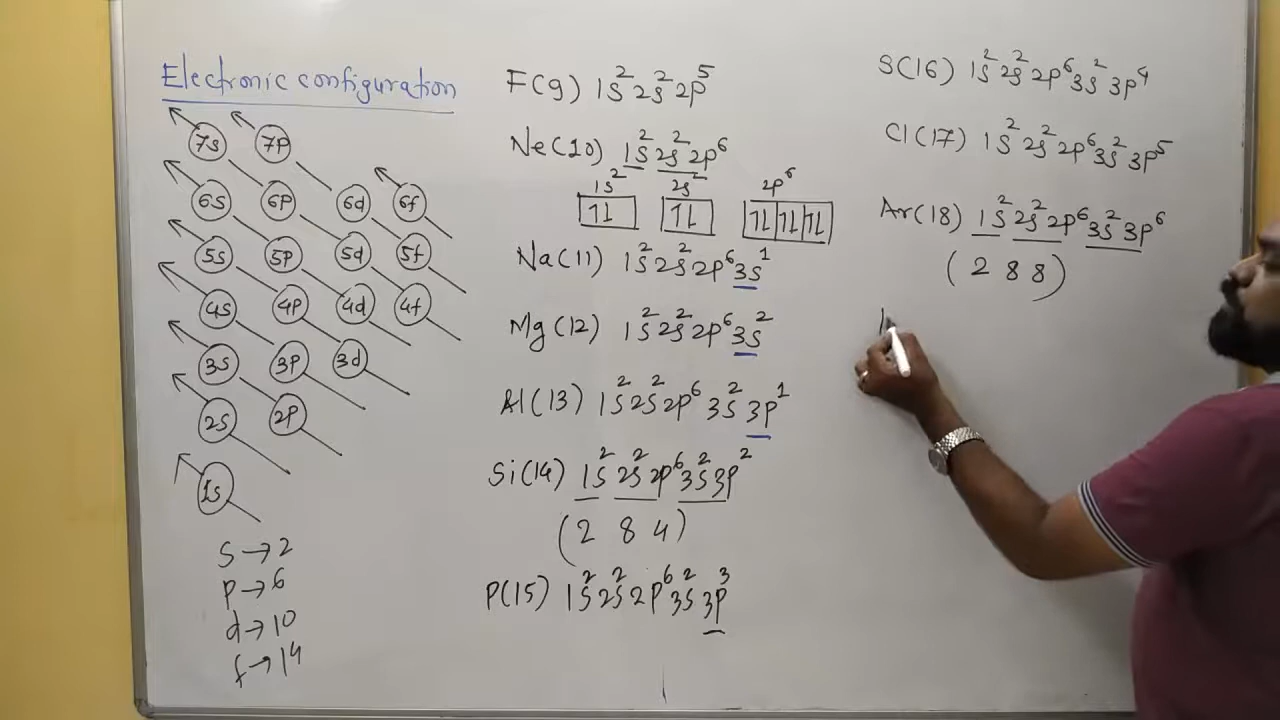 Electronic configuration
7s 7p
6s 6p 6d 6f
5s 5p 5d 5f
4s 4p 4d 4f
3s 3p 3d
2s 2p
1s
s → 2
p → 6
d → 10
f → 14
F(9) 1s² 2s² 2p⁵
Ne(10) 1s² 2s² 2p⁶
1s² 2s² 2p⁶
1L 1L 1L 1L 1L
Na(11) 1s² 2s² 2p⁶ 3s¹
Mg(12) 1s² 2s² 2p⁶ 3s²
Al(13) 1s² 2s² 2p⁶ 3s² 3p¹
Si(14) 1s² 2s² 2p⁶ 3s² 3p²
(2 8 4)
P(15) 1s² 2s² 2p⁶ 3s² 3p³
S(16) 1s² 2s² 2p⁶ 3s² 3p⁴
Cl(17) 1s² 2s² 2p⁶ 3s² 3p⁵
Ar(18) 1s² 2s² 2p⁶ 3s² 3p⁶
(2 8 8)